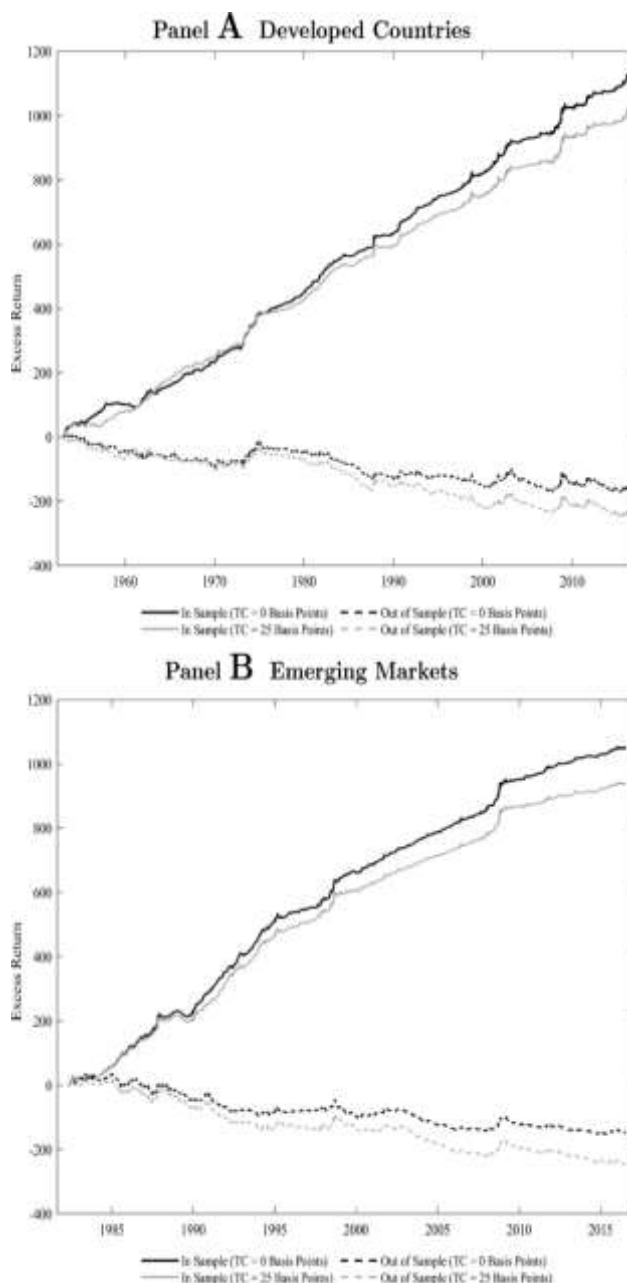 Panel A Developed Countries
1200
1000
800
600
400
200
0
-200
-400
Excess Return
1960 1970 1980 1990 2000 2010
In Sample (TC = 0 Basis Points) Out of Sample (TC = 0 Basis Points)
In Sample (TC = 25 Basis Points) Out of Sample (TC = 25 Basis Points)
Panel B Emerging Markets
1200
1000
800
600
400
200
0
-200
-400
Excess Return
1985 1990 1995 2000 2005 2010 2015
In Sample (TC = 0 Basis Points) Out of Sample (TC = 0 Basis Points)
In Sample (TC = 25 Basis Points) Out of Sample (TC = 25 Basis Points)